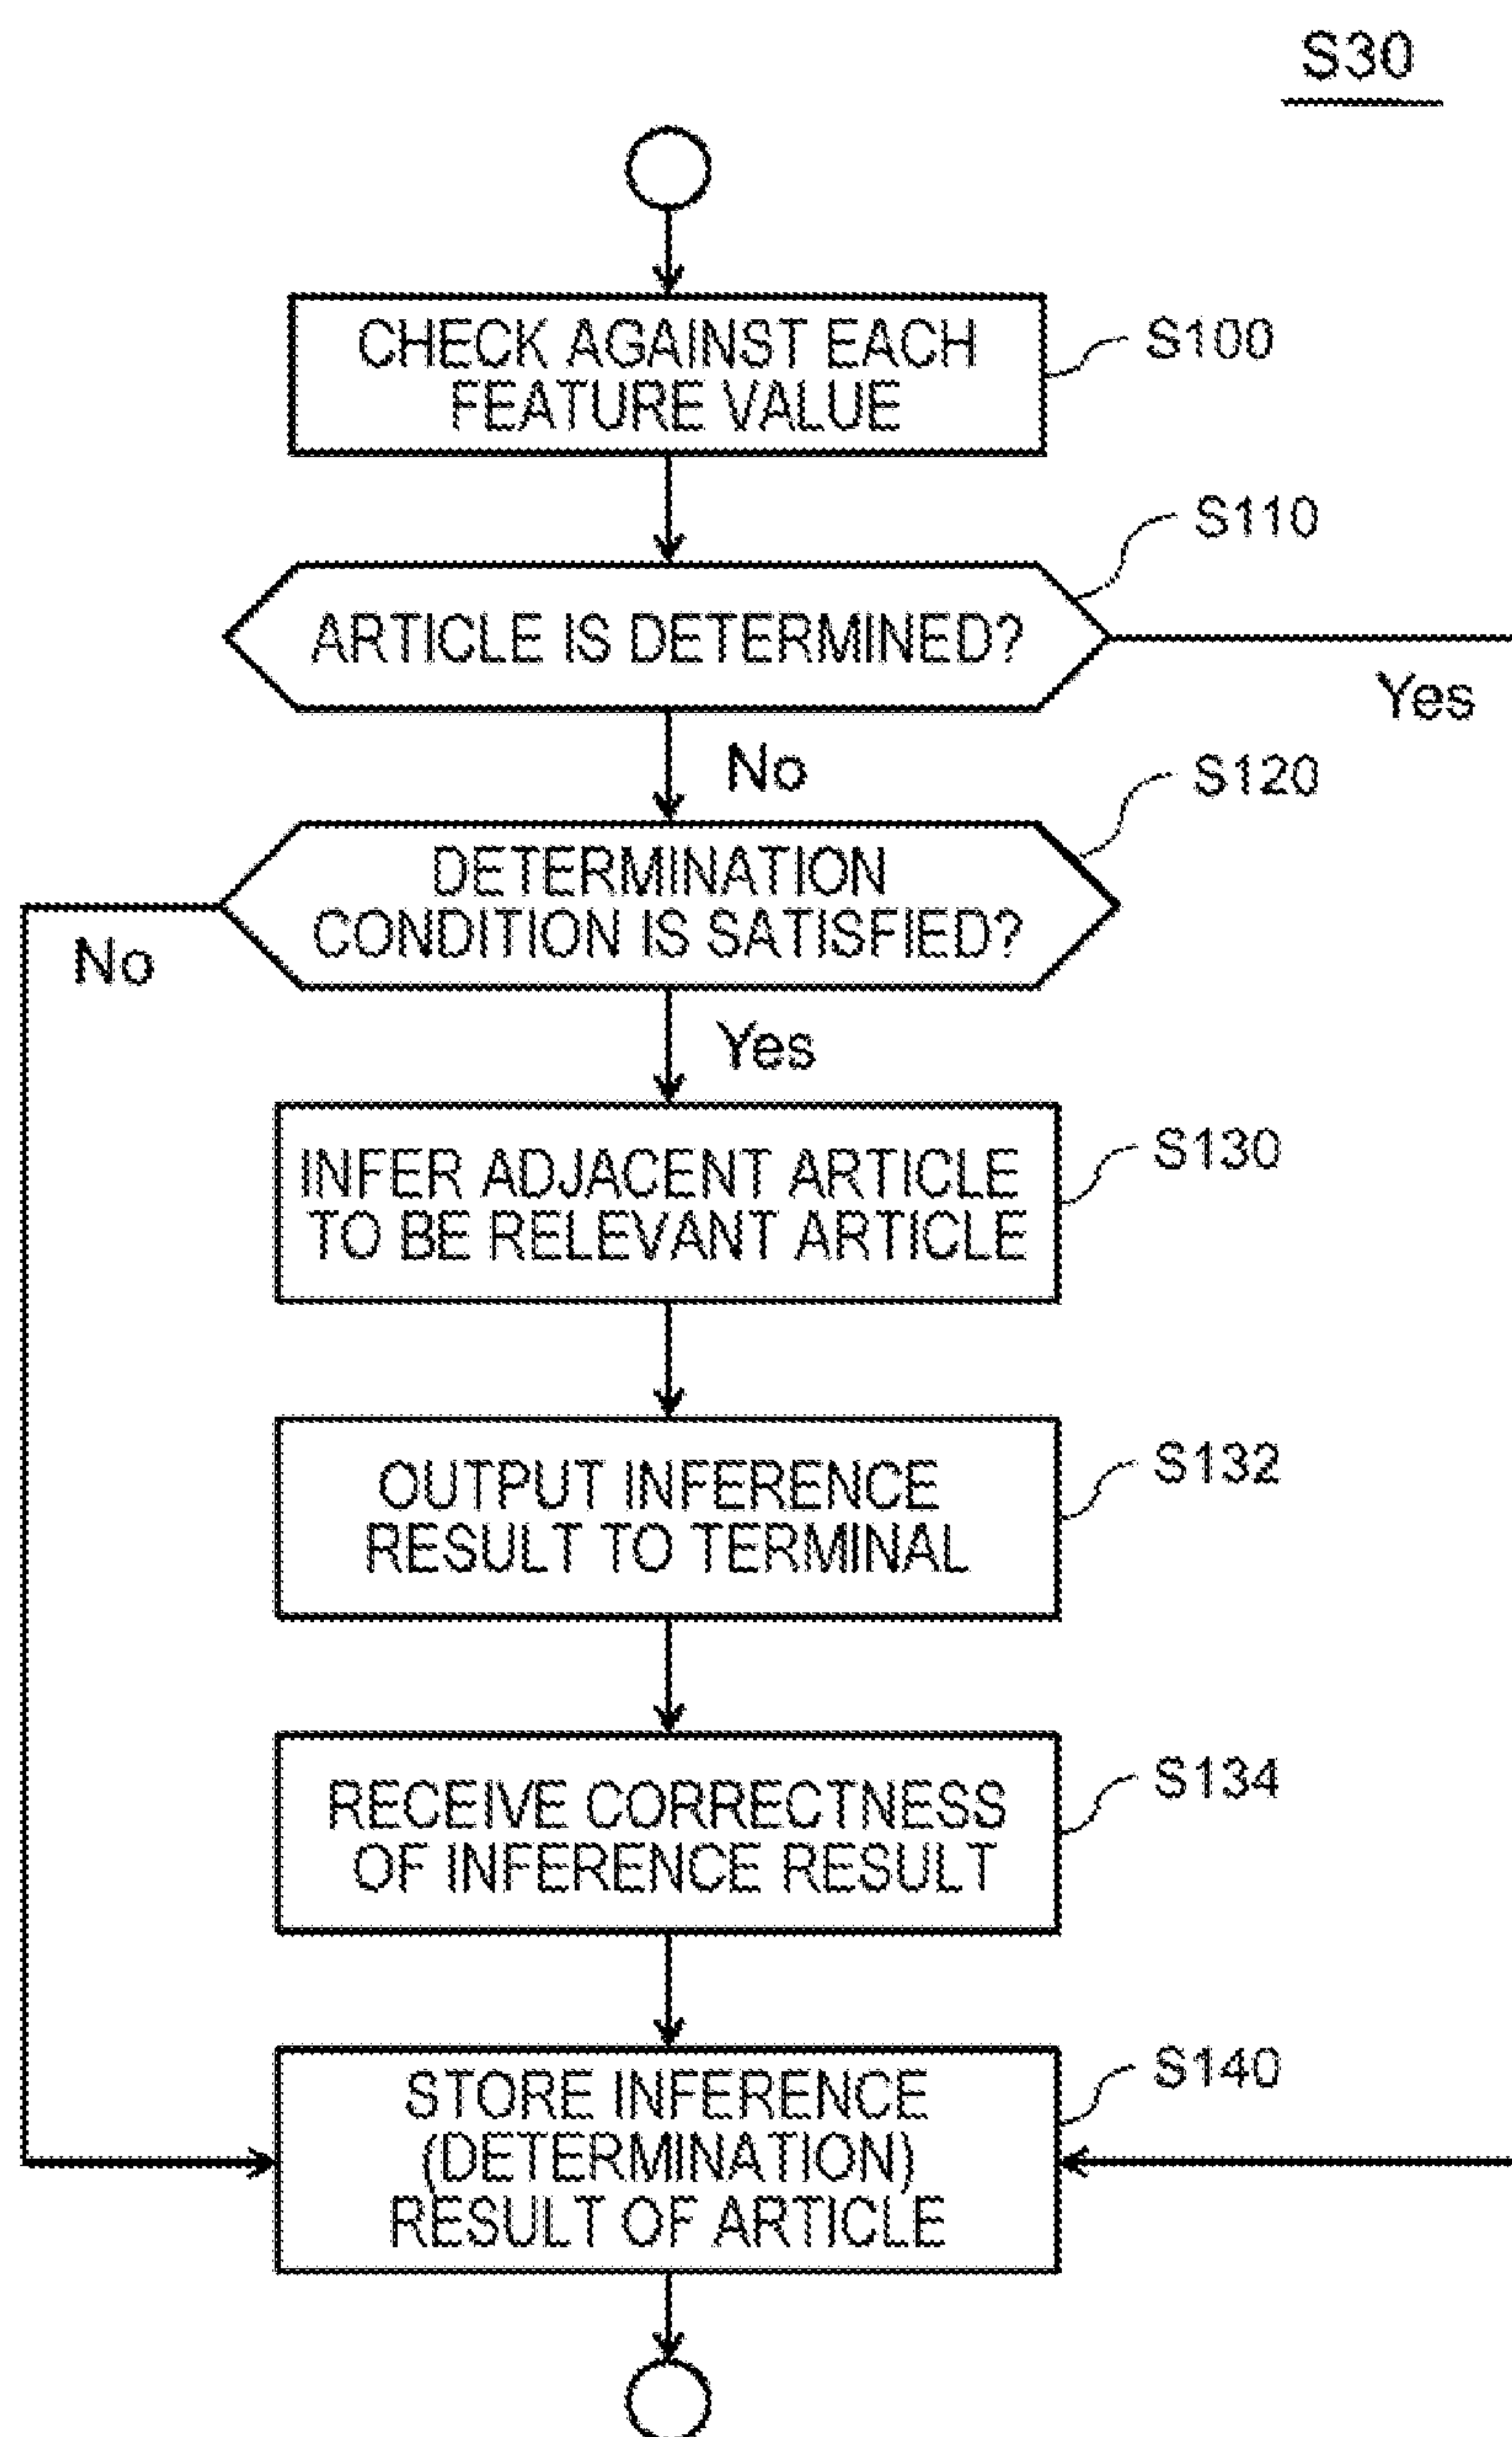 S30
CHECK AGAINST EACH
FEATURE VALUE
S100
S110
ARTICLE IS DETERMINED?
Yes
No
S120
DETERMINATION
CONDITION IS SATISFIED?
No
Yes
S130
INFER ADJACENT ARTICLE
TO BE RELEVANT ARTICLE
S132
OUTPUT INFERENCE
RESULT TO TERMINAL
S134
RECEIVE CORRECTNESS
OF INFERENCE RESULT
S140
STORE INFERENCE
(DETERMINATION)
RESULT OF ARTICLE